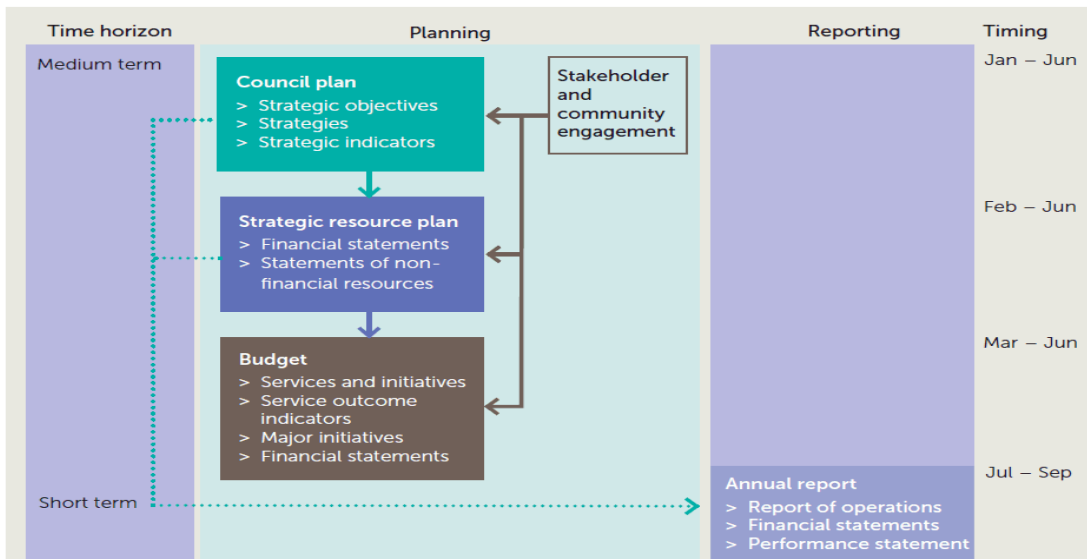 Time horizon
Planning
Reporting
Timing
Medium term
Jan – Jun
Council plan
> Strategic objectives
> Strategies
> Strategic indicators
Stakeholder
and
community
engagement
Feb – Jun
Strategic resource plan
> Financial statements
> Statements of non-
financial resources
Mar – Jun
Budget
> Services and initiatives
> Service outcome
indicators
> Major initiatives
> Financial statements
Jul – Sep
Short term
Annual report
> Report of operations
> Financial statements
> Performance statement